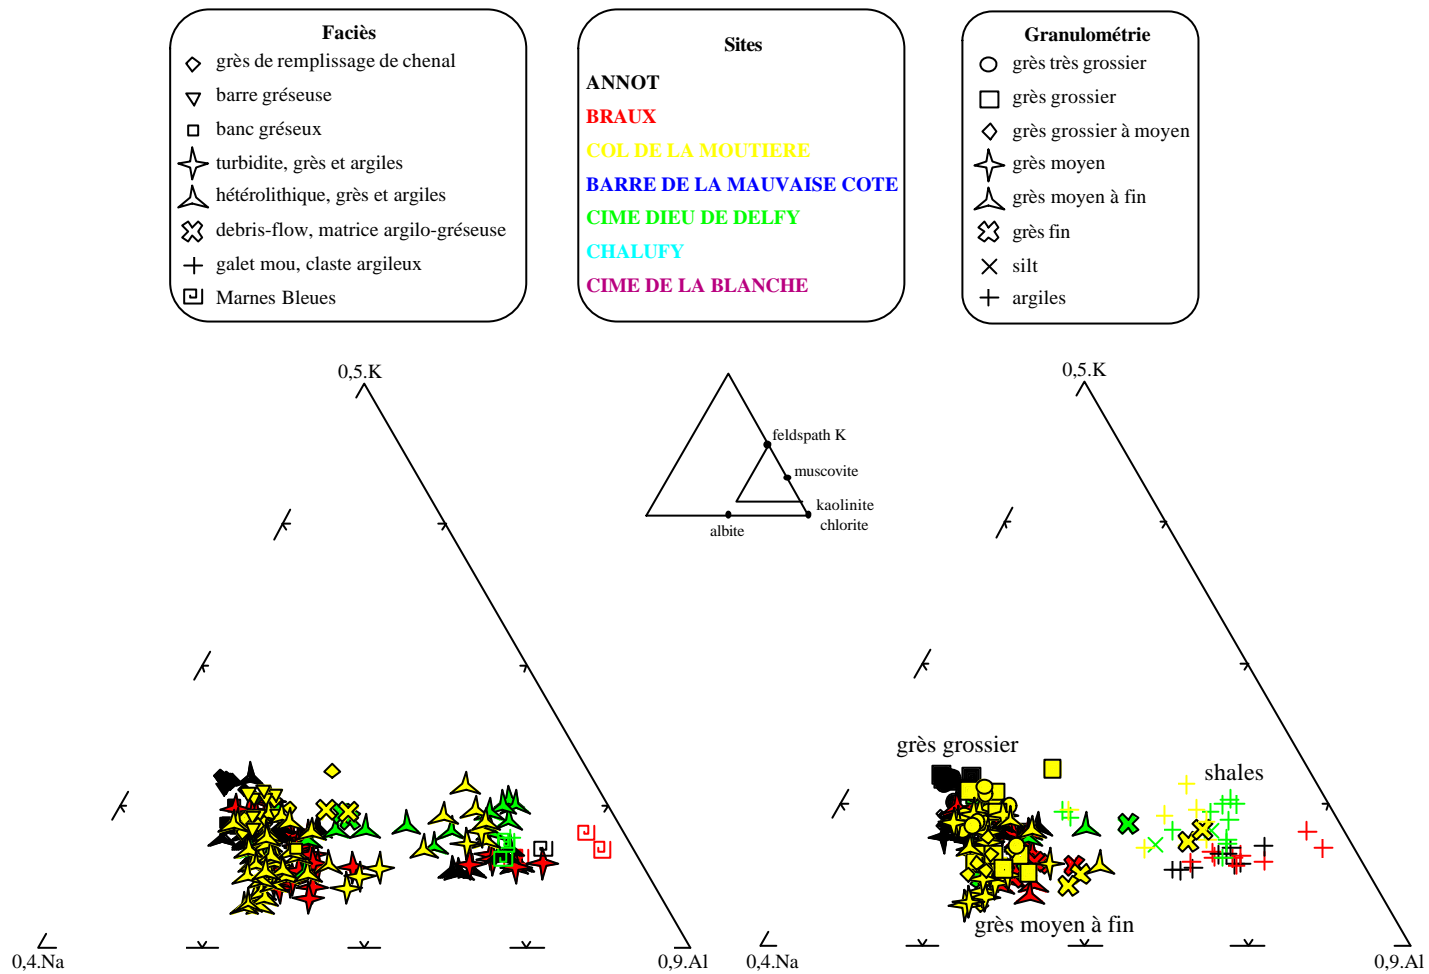 Faciès
grès de remplissage de chenal
barre gréseuse
banc gréseux
turbidite, grès et argiles
hétérolithique, grès et argiles
debris-flow, matrice argilo-gréseuse
galet mou, claste argileux
Marnes Bleues
Sites
ANNOT
BRAUX
COL DE LA MOUTIERE
BARRE DE LA MAUVAISE COTE
CIME DIEU DE DELFY
CHALUFY
CIME DE LA BLANCHE
Granulométrie
grès très grossier
grès grossier
grès grossier à moyen
grès moyen
grès moyen à fin
grès fin
silt
argiles
0,5.K
0,4.Na
0,9.Al
feldspath K
muscovite
kaolinite
chlorite
albite
0,5.K
grès grossier
shales
grès moyen à fin
0,4.Na
0,9.Al